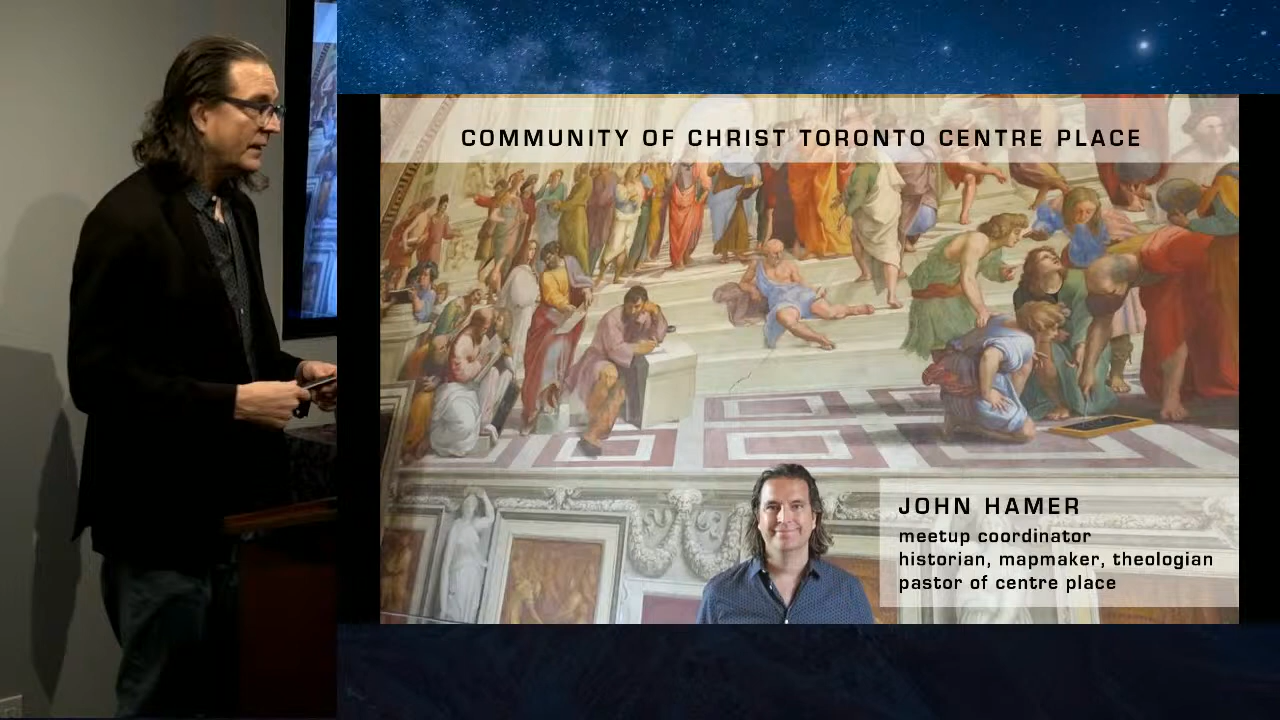 COMMUNITY OF CHRIST TORONTO CENTRE PLACE
JOHN HAMER
meetup coordinator
historian, mapmaker, theologian
pastor of centre place